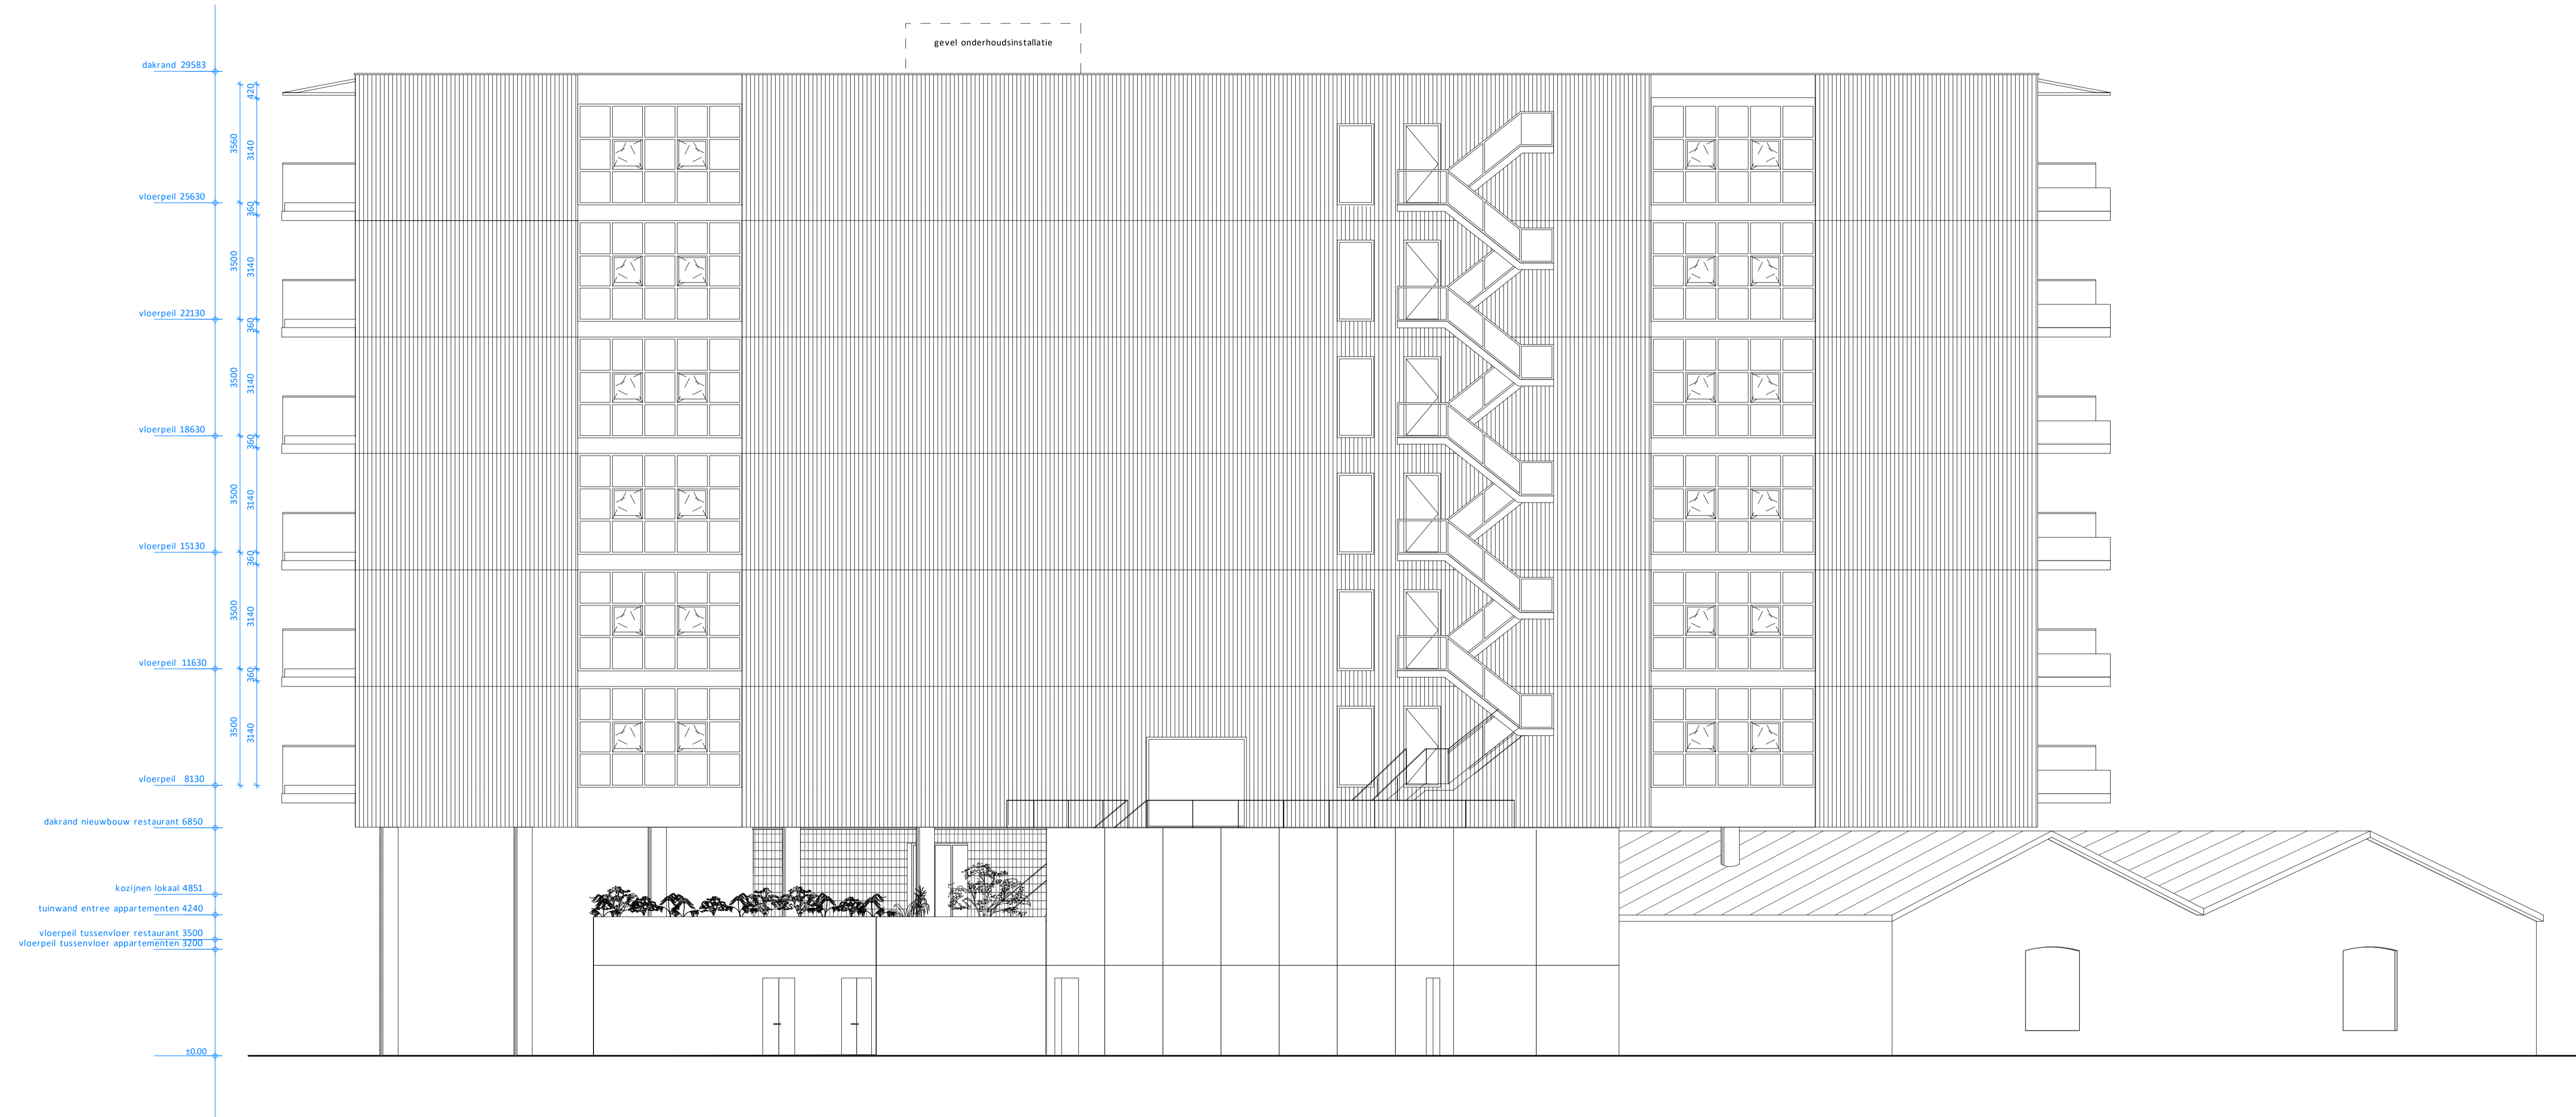 gevel onderhoudsinstallatie
dakrand 29583
420
3560
3140
vloerpeil 25630
360
3500
3140
vloerpeil 22130
360
3500
3140
vloerpeil 18630
360
3500
3140
vloerpeil 15130
360
3500
3140
vloerpeil 11630
360
3500
3140
vloerpeil 8130
dakrand nieuwbouw restaurant 6850
kozijnen lokaal 4851
tuinwand entree appartementen 4240
vloerpeil tussenvloer restaurant 3500
vloerpeil tussenvloer appartementen 3200
±0.00